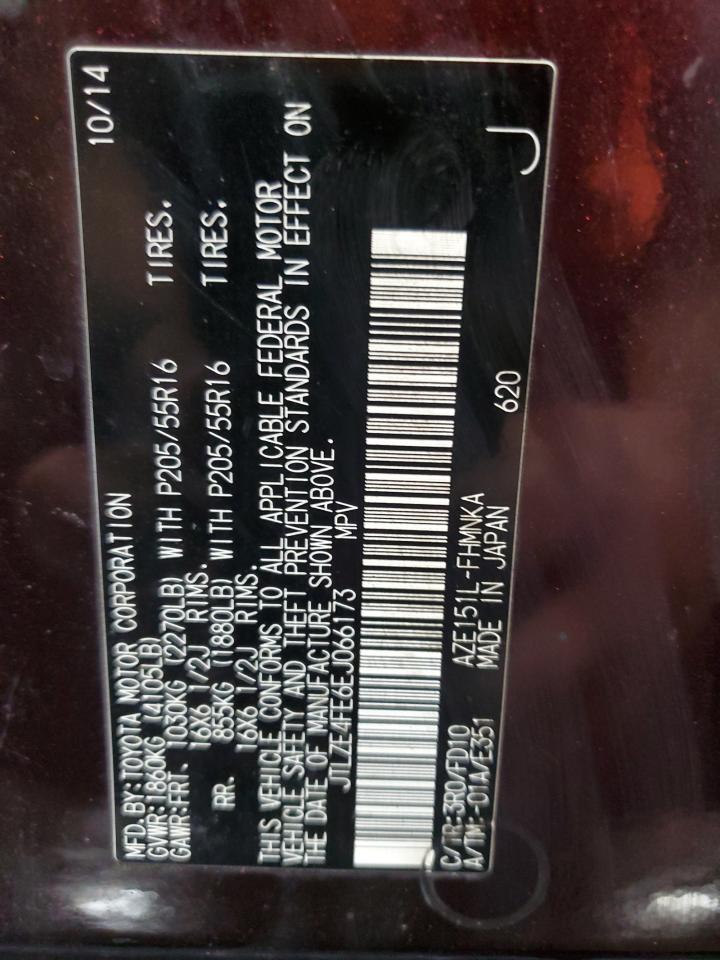 MFD.BY:TOYOTA MOTOR CORPORATION 10/14
GVWR:1860KG (4105LB)
GAWR:FRT. 1030KG (2270LB) WITH P205/55R16 TIRES.
16X6 1/2J RIMS.
RR. 855KG (1880LB) WITH P205/55R16 TIRES.
16X6 1/2J RIMS.
THIS VEHICLE CONFORMS TO ALL APPLICABLE FEDERAL MOTOR
VEHICLE SAFETY AND THEFT PREVENTION STANDARDS IN EFFECT ON
THE DATE OF MANUFACTURE SHOWN ABOVE.
JTLZE4FE6EJ066173 MPV
C/TR:3R0/FD10 AZE151L-FHMNKA
A/TM:-01A/E351 MADE IN JAPAN
620
J